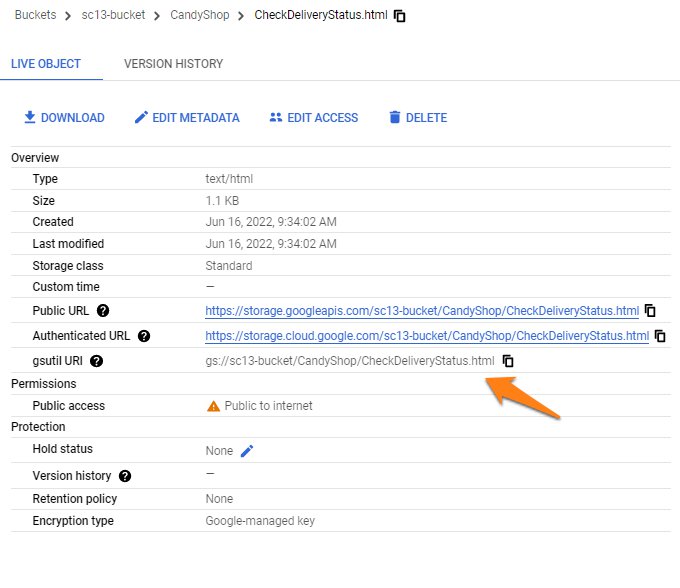 Buckets > sc13-bucket > CandyShop > CheckDeliveryStatus.html
LIVE OBJECT VERSION HISTORY
DOWNLOAD EDIT METADATA EDIT ACCESS DELETE
Overview
Type text/html
Size 1.1 KB
Created Jun 16, 2022, 9:34:02 AM
Last modified Jun 16, 2022, 9:34:02 AM
Storage class Standard
Custom time —
Public URL ? https://storage.googleapis.com/sc13-bucket/CandyShop/CheckDeliveryStatus.html
Authenticated URL ? https://storage.cloud.google.com/sc13-bucket/CandyShop/CheckDeliveryStatus.html
gsutil URI ? gs://sc13-bucket/CandyShop/CheckDeliveryStatus.html
Permissions
Public access Public to internet
Protection
Hold status None
Version history ? —
Retention policy None
Encryption type Google-managed key